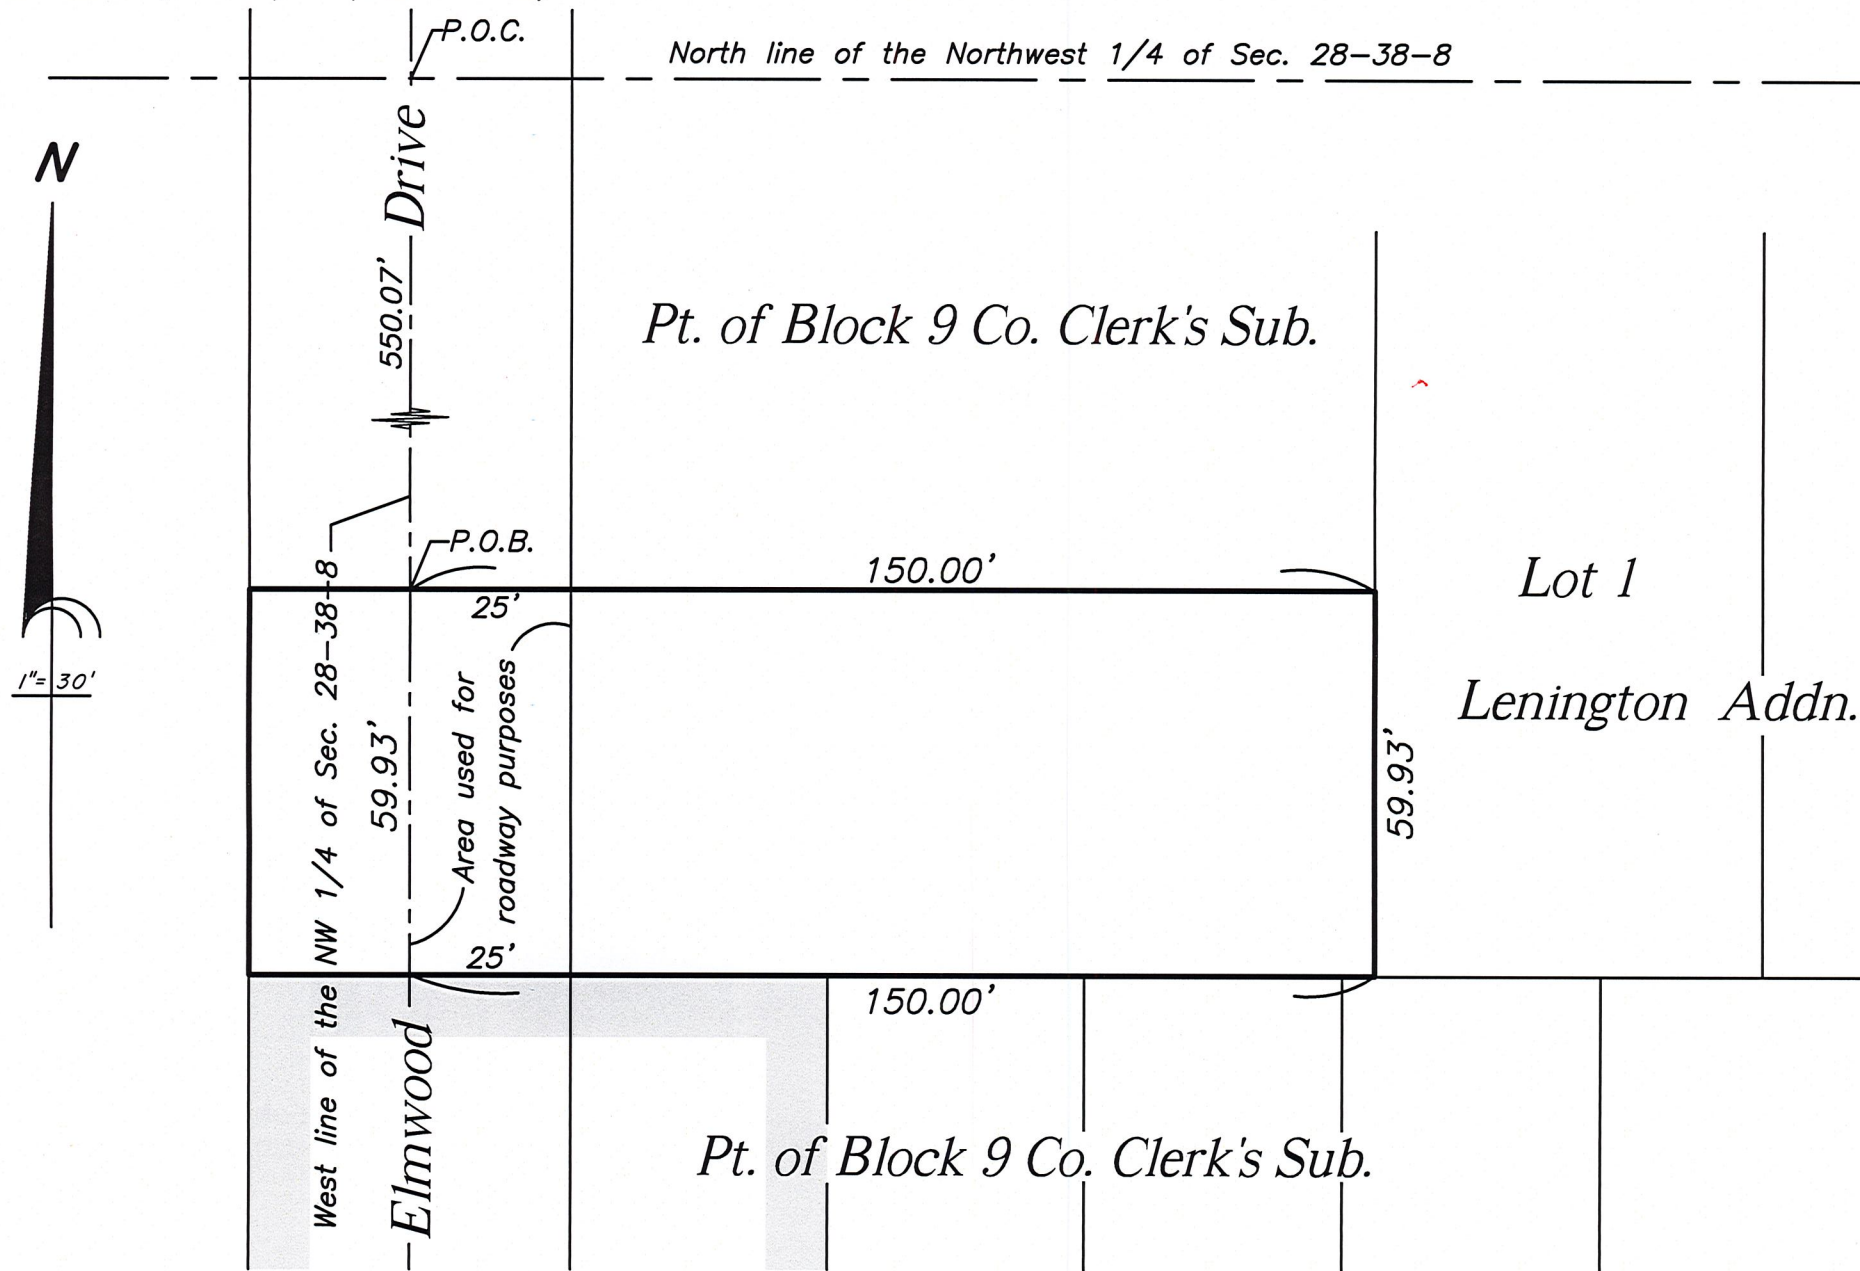 P.O.C.
North line of the Northwest 1/4 of Sec. 28-38-8
N
Drive
550.07'
Pt. of Block 9 Co. Clerk's Sub.
P.O.B.
150.00'
25'
Lot 1
Lenington Addn.
1"= 30'
West line of the NW 1/4 of Sec. 28-38-8
59.93'
Area used for
roadway purposes
59.93'
25'
150.00'
Elmwood
Pt. of Block 9 Co. Clerk's Sub.